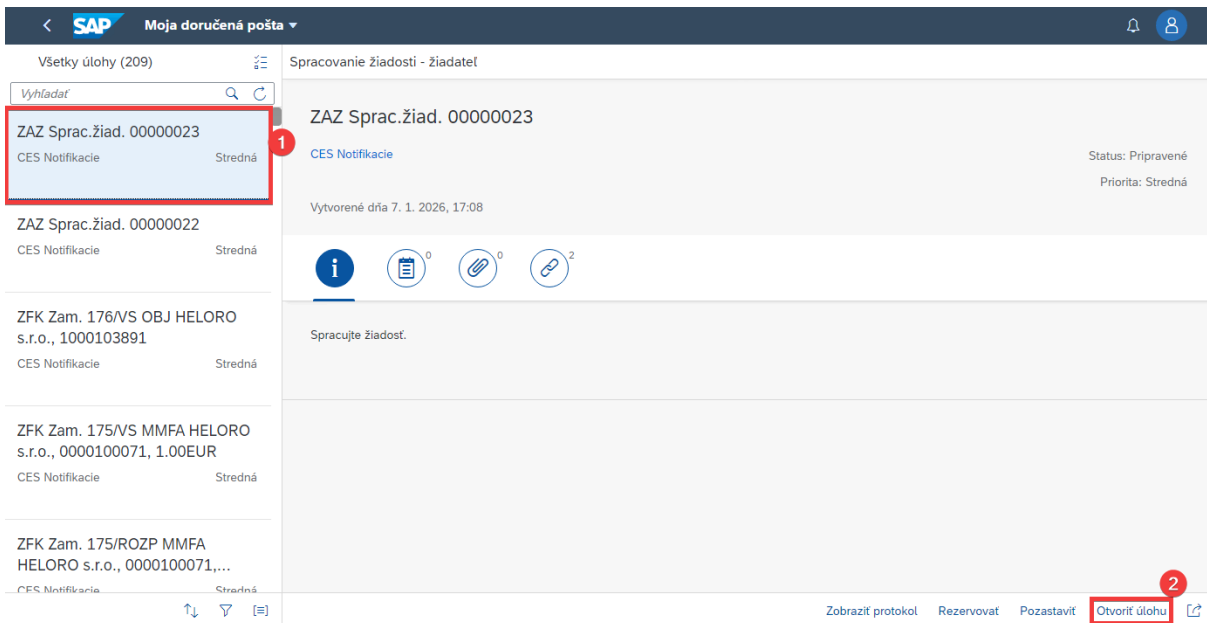 SAP
Moja doručená pošta
Všetky úlohy (209)
Vyhľadať
ZAZ Sprac.žiad. 00000023
CES Notifikacie Stredná
1
ZAZ Sprac.žiad. 00000022
CES Notifikacie Stredná
ZFK Zam. 176/VS OBJ HELORO
s.r.o., 1000103891
CES Notifikacie Stredná
ZFK Zam. 175/VS MMFA HELORO
s.r.o., 0000100071, 1.00EUR
CES Notifikacie Stredná
ZFK Zam. 175/ROZP MMFA
HELORO s.r.o., 0000100071,...
CES Notifikacie Stredná
Spracovanie žiadosti - žiadateľ
ZAZ Sprac.žiad. 00000023
CES Notifikacie
Status: Pripravené
Priorita: Stredná
Vytvorené dňa 7. 1. 2026, 17:08
i
0
0
2
Spracujte žiadosť.
2
Zobraziť protokol Rezervovať Pozastaviť Otvoriť úlohu